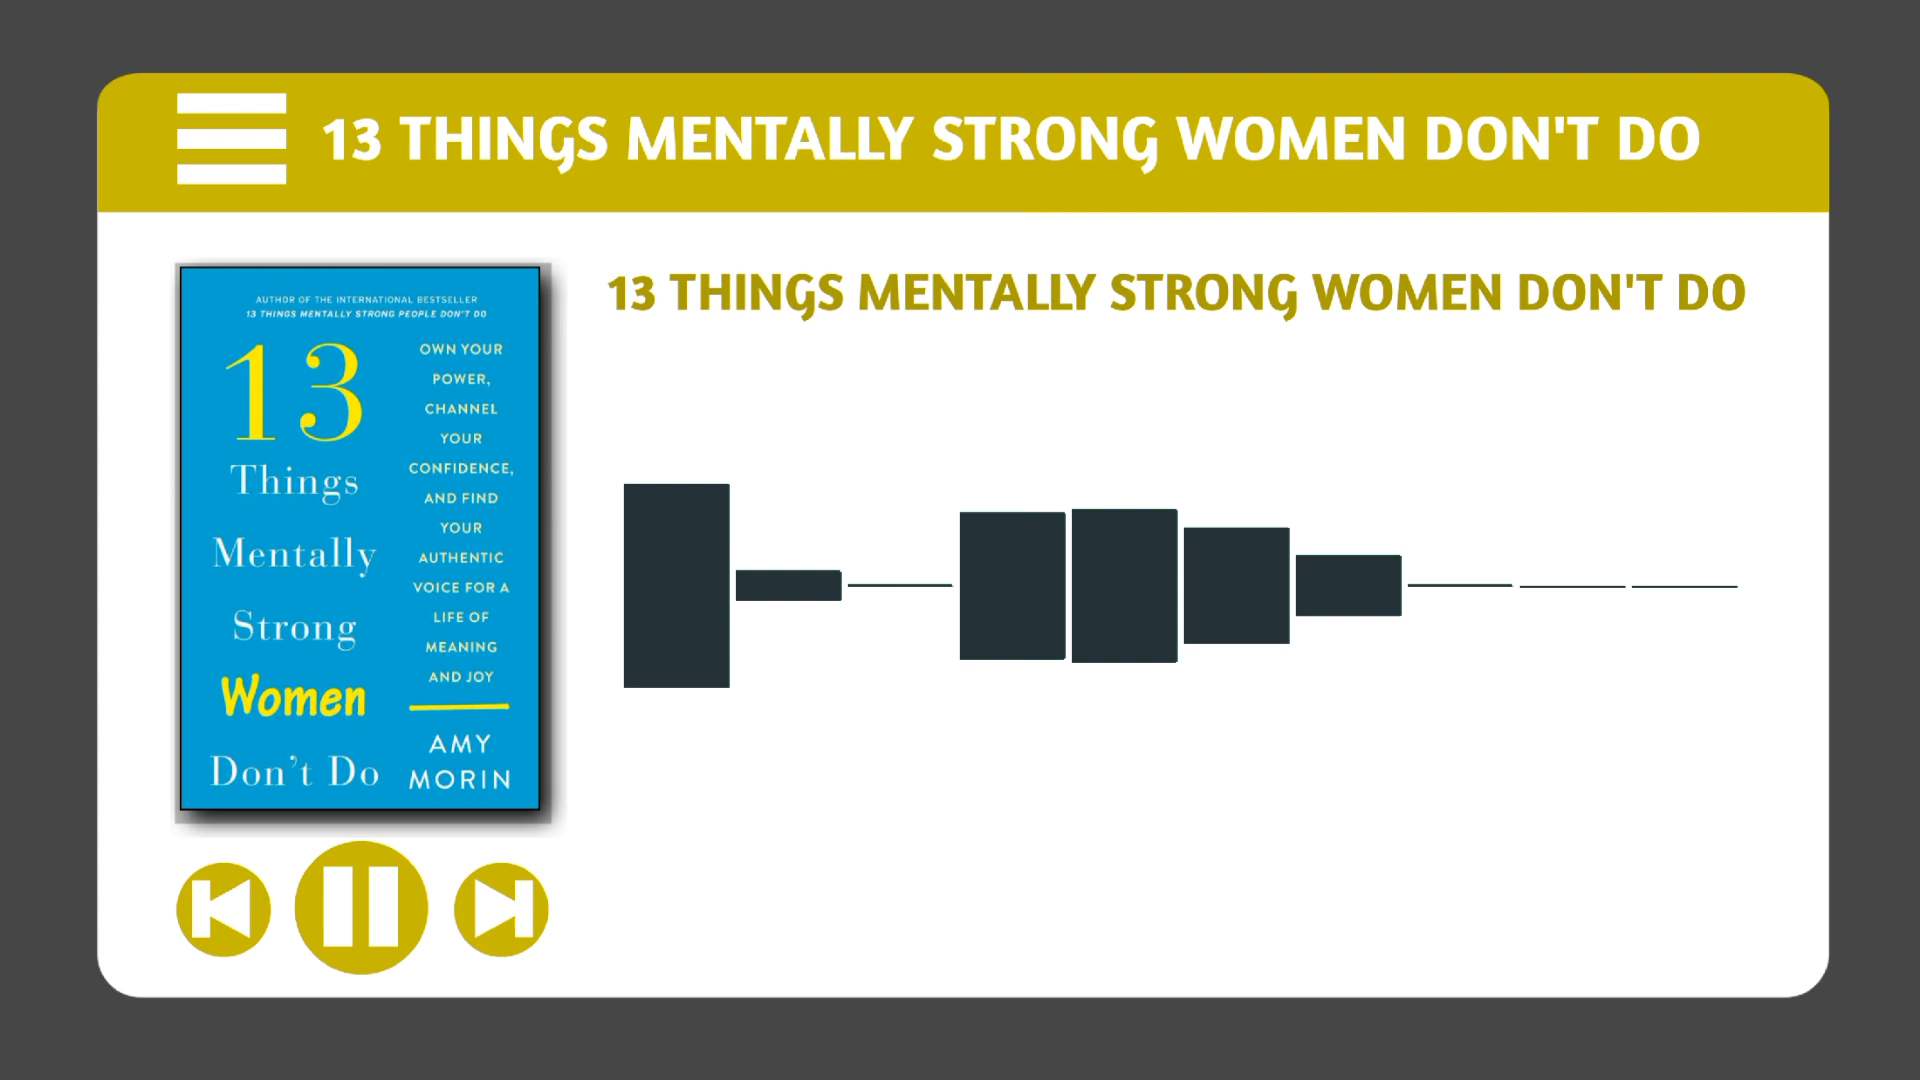 13 THINGS MENTALLY STRONG WOMEN DON'T DO
13 THINGS MENTALLY STRONG WOMEN DON'T DO
AUTHOR OF THE INTERNATIONAL BESTSELLER
13 THINGS MENTALLY STRONG PEOPLE DON'T DO
13
Things
Mentally
Strong
Women
Don't Do
OWN YOUR
POWER,
CHANNEL
YOUR
CONFIDENCE,
AND FIND
YOUR
AUTHENTIC
VOICE FOR A
LIFE OF
MEANING
AND JOY
AMY
MORIN